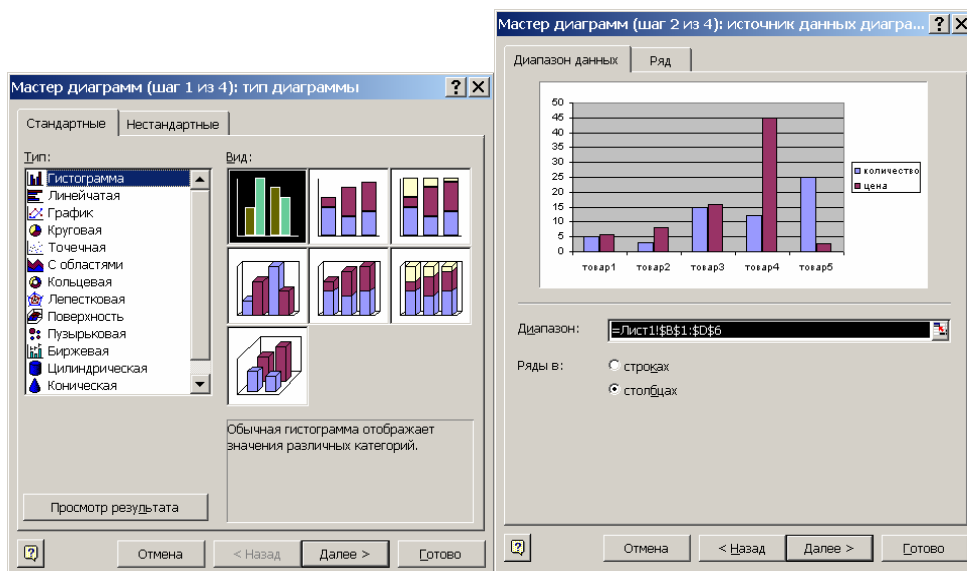 Мастер диаграмм (шаг 1 из 4): тип диаграммы
Стандартные
Нестандартные
Тип:
Вид:
Гистограмма
Линейчатая
График
Круговая
Точечная
С областями
Кольцевая
Лепестковая
Поверхность
Пузырьковая
Биржевая
Цилиндрическая
Коническая
Обычная гистограмма отображает
значения различных категорий.
Просмотр результата
Отмена
< Назад
Далее >
Готово
Мастер диаграмм (шаг 2 из 4): источник данных диагра...
Диапазон данных
Ряд
50
45
40
35
30
25
20
15
10
5
0
товар1
товар2
товар3
товар4
товар5
количество
цена
Диапазон:
=Лист1!$B$1:$D$6
Ряды в:
строках
столбцах
Отмена
< Назад
Далее >
Готово